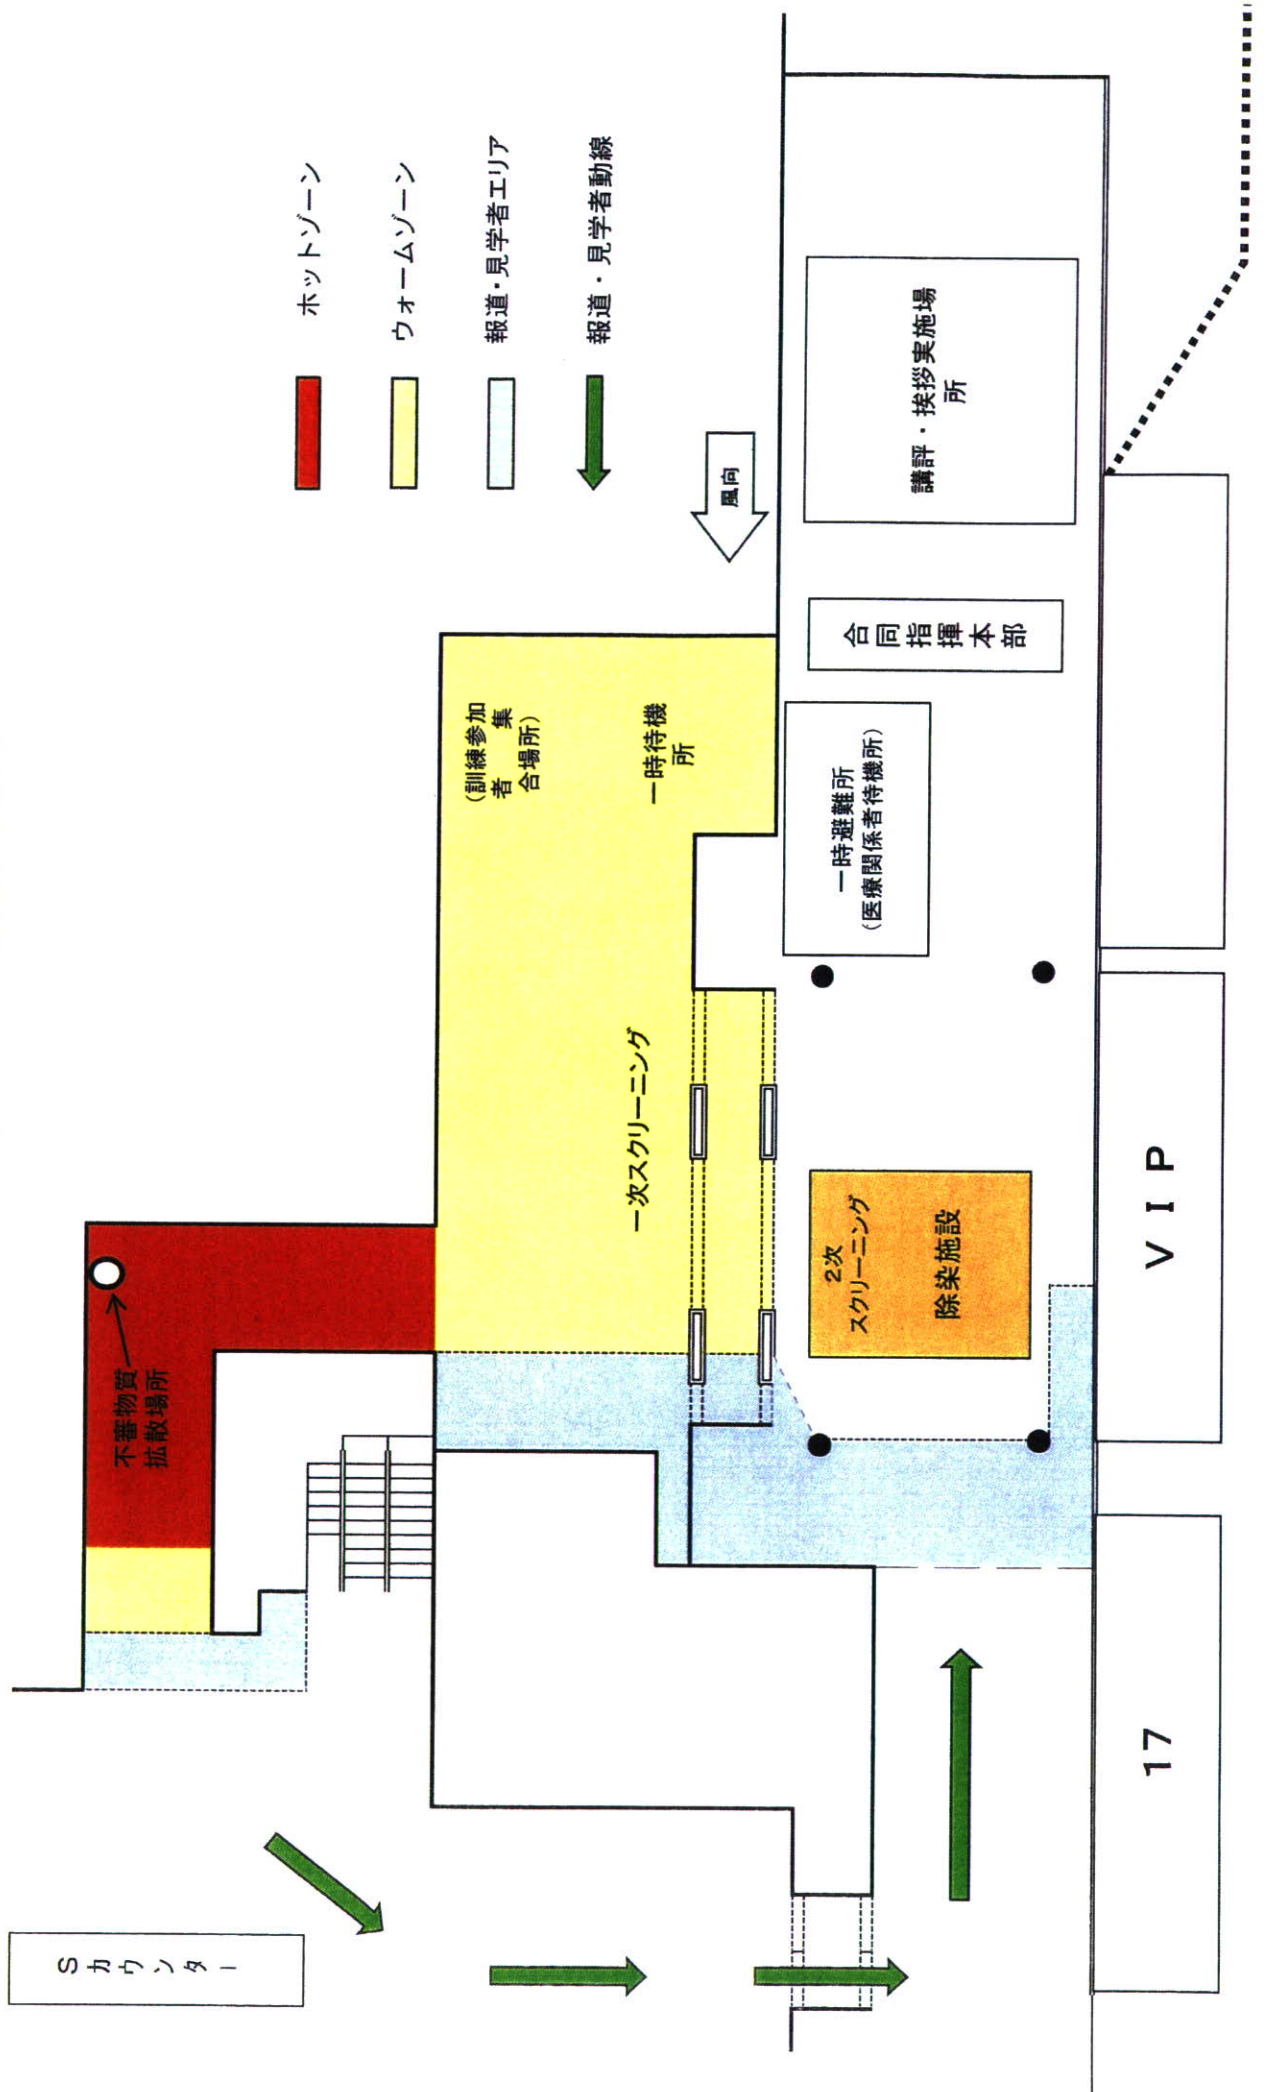 Sカウンター
不審物質
拡散場所
ホットゾーン
ウォームゾーン
報道・見学者エリア
報道・見学者動線
(訓練参加
者　集
合場所)
一時待機
所
一次スクリーニング
風向
2次
スクリーニング
除染施設
一時避難所
(医療関係者待機所)
合同指揮本部
講評・挨拶実施場
所
17
VIP